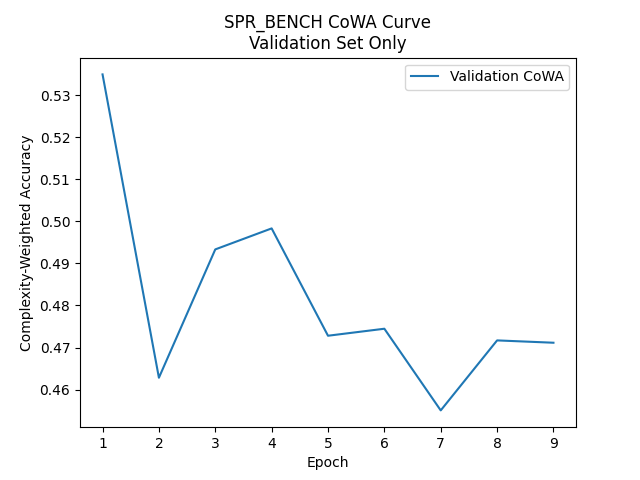 SPR_BENCH CoWA Curve
Validation Set Only
Validation CoWA
Complexity-Weighted Accuracy
0.53
0.52
0.51
0.50
0.49
0.48
0.47
0.46
1 2 3 4 5 6 7 8 9
Epoch